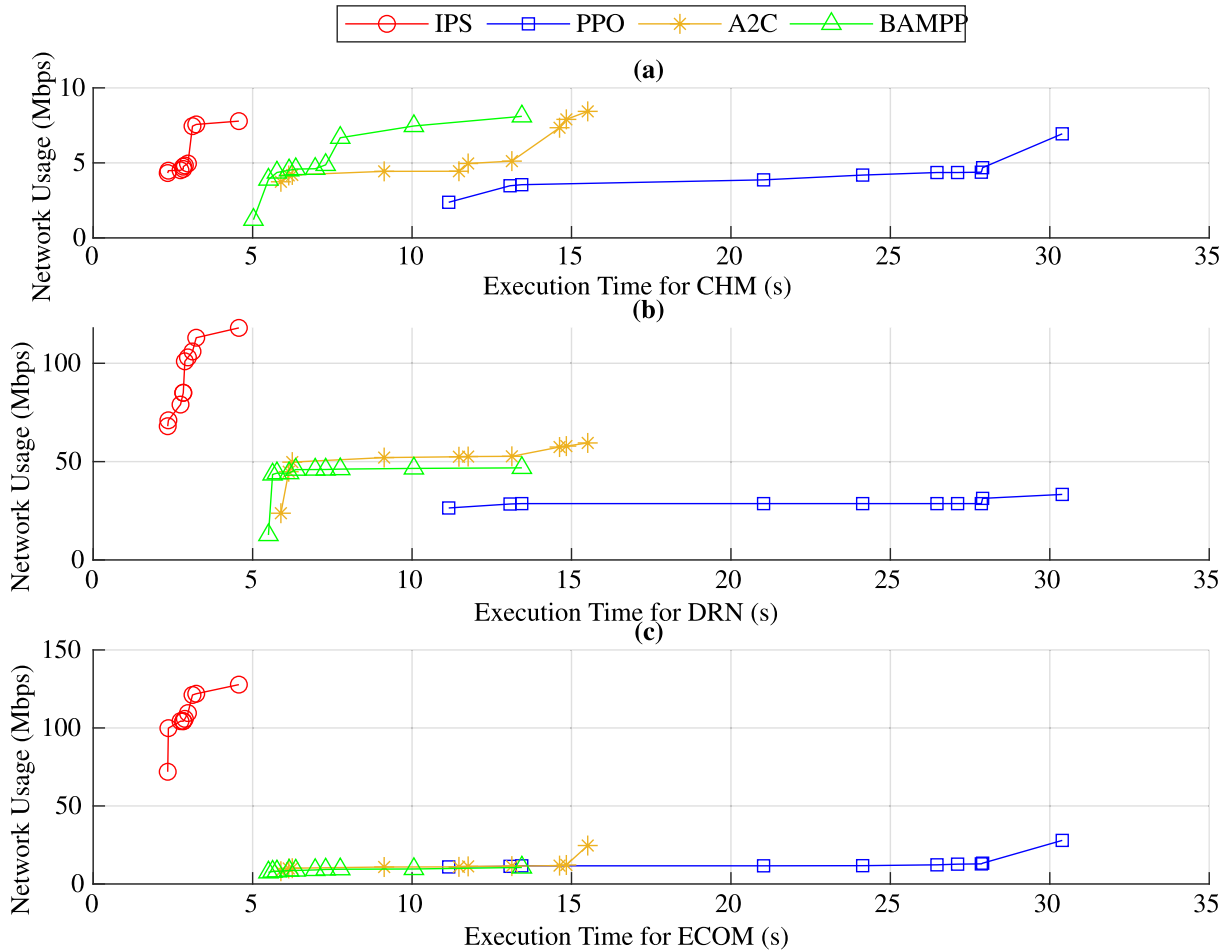 IPS PPO A2C BAMPP
(a)
Network Usage (Mbps)
10
5
0
0 5 10 15 20 25 30 35
Execution Time for CHM (s)
(b)
Network Usage (Mbps)
100
50
0
0 5 10 15 20 25 30 35
Execution Time for DRN (s)
(c)
Network Usage (Mbps)
150
100
50
0
0 5 10 15 20 25 30 35
Execution Time for ECOM (s)